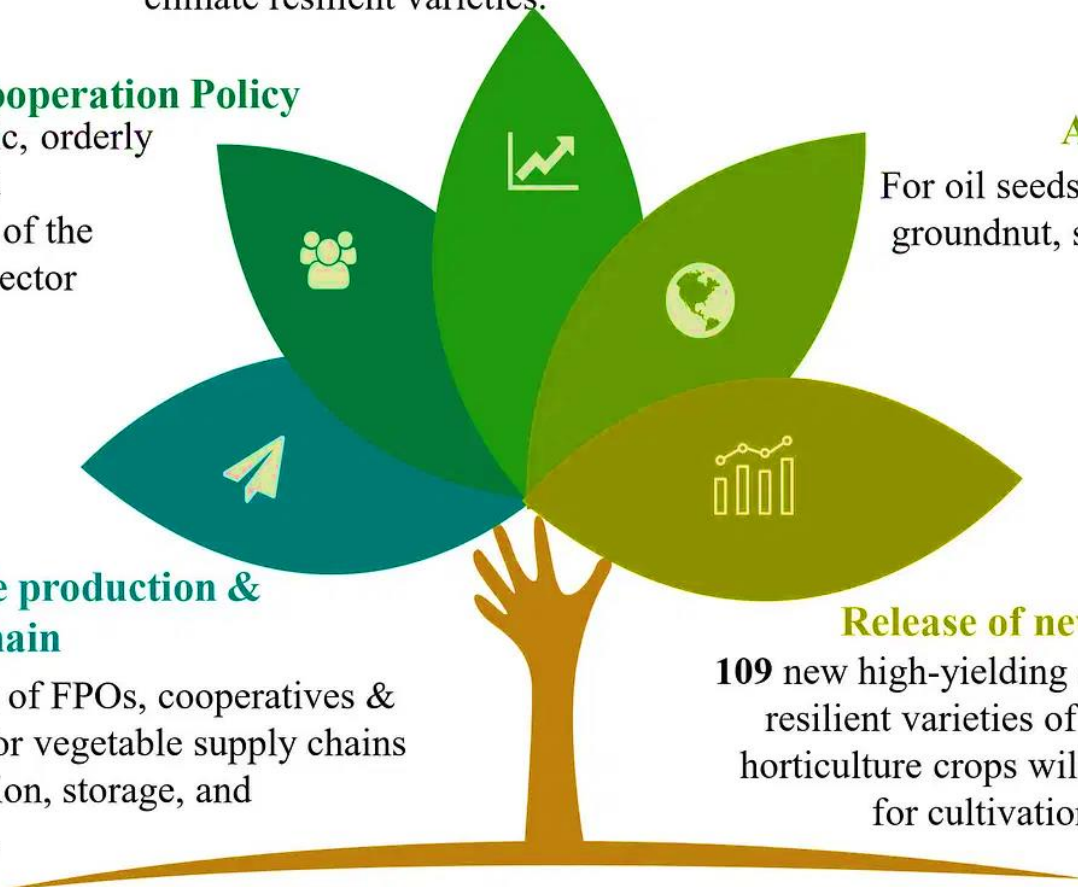 climate resilient varieties.
ooperation Policy
c, orderly
of the
ector
For oil seeds
groundnut, s
e production &
hain
of FPOs, cooperatives &
or vegetable supply chains
ion, storage, and
Release of ne
109 new high-yielding
resilient varieties of
horticulture crops wil
for cultivation